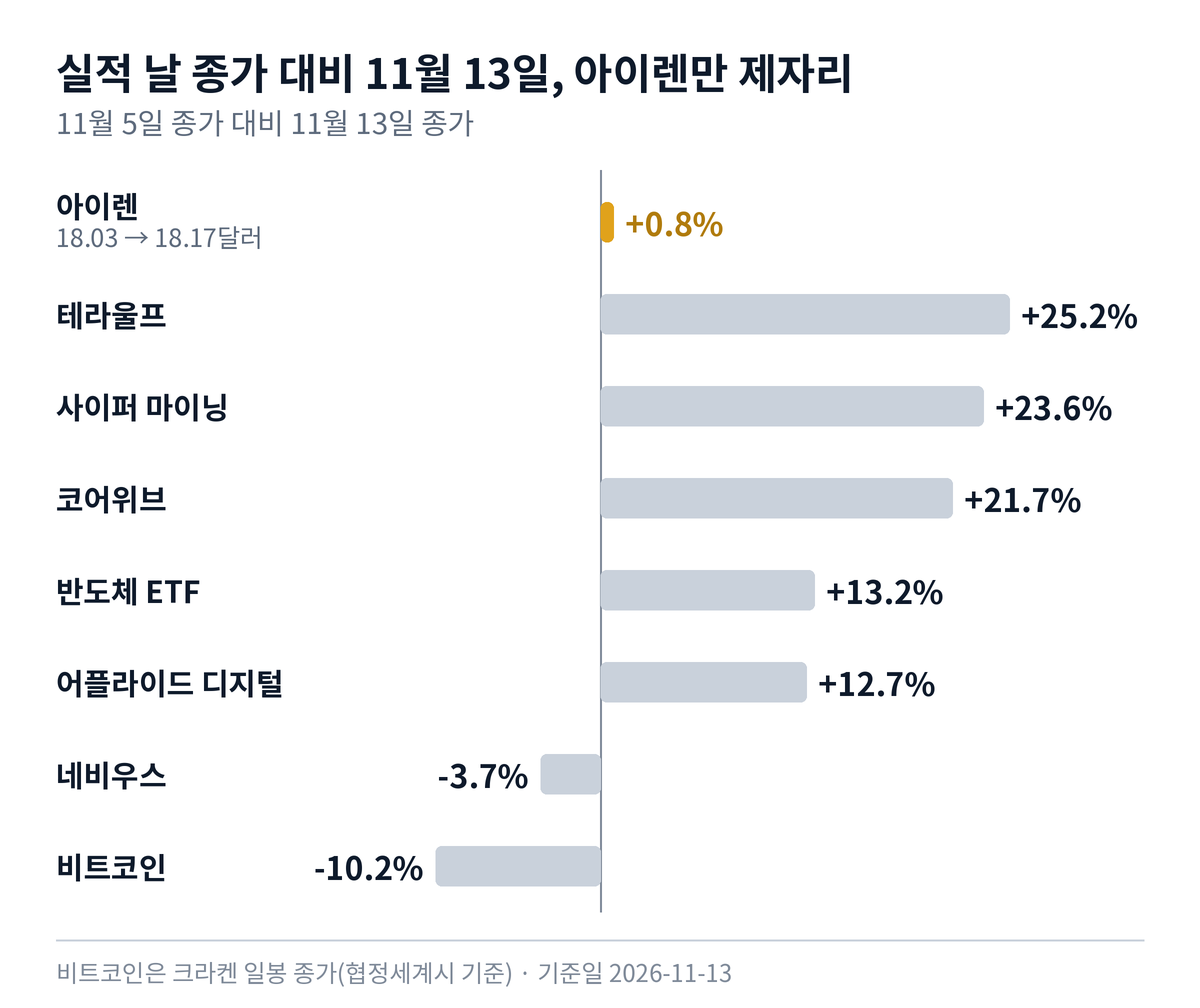 실적 날 종가 대비 11월 13일, 아이렌만 제자리
11월 5일 종가 대비 11월 13일 종가
아이렌
18.03 → 18.17달러
+0.8%
테라울프
+25.2%
사이퍼 마이닝
+23.6%
코어위브
+21.7%
반도체 ETF
+13.2%
어플라이드 디지털
+12.7%
네비우스
-3.7%
비트코인
-10.2%
비트코인은 크라켄 일봉 종가(협정세계시 기준) · 기준일 2026-11-13